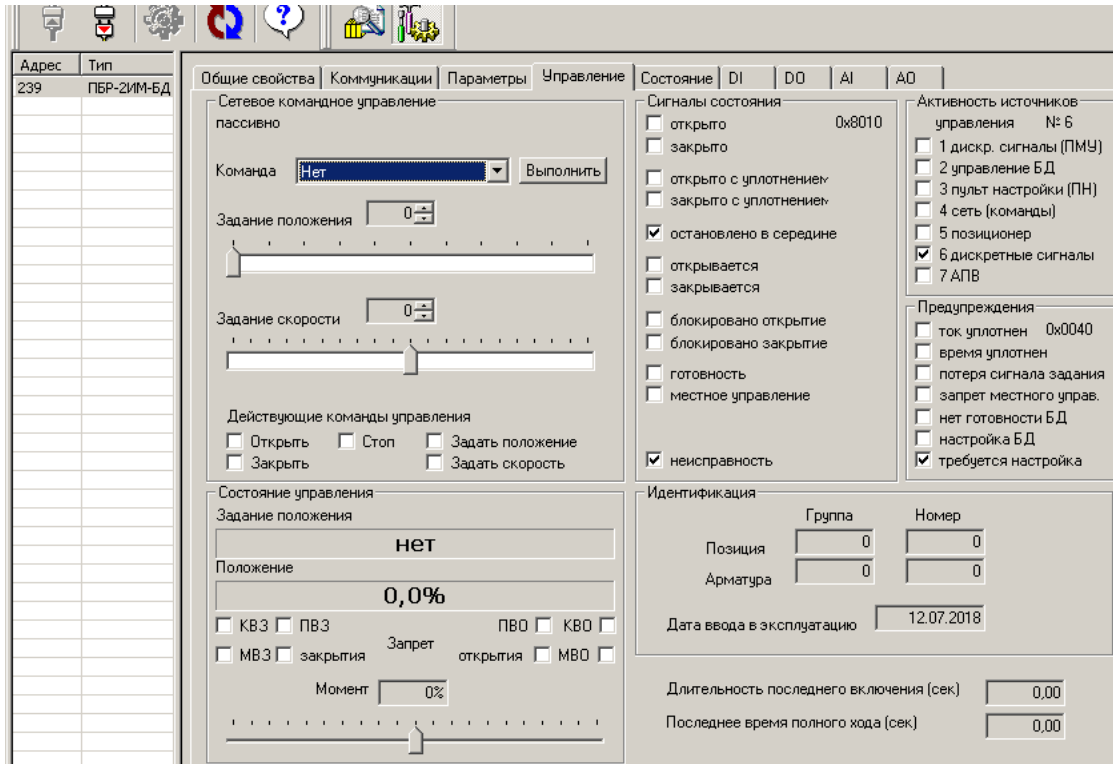 Адрес Тип
239 ПБР-2ИМ-БД
Общие свойства Коммуникации Параметры Управление Состояние DI DO AI AO
Сетевое командное управление
пассивно
Команда Нет Выполнить
Задание положения 0
Задание скорости 0
Действующие команды управления
Открыть Стоп Задать положение
Закрыть Задать скорость
Состояние управления
Задание положения
нет
Положение
0,0%
КВЗ ПВЗ ПВО КВО
Запрет
МВЗ закрытия открытия МВО
Момент 0%
Сигналы состояния
открыто 0x8010
закрыто
открыто с уплотнением
закрыто с уплотнением
остановлено в середине
открывается
закрывается
блокировано открытие
блокировано закрытие
готовность
местное управление
неисправность
Активность источников
управления № 6
1 дискр. сигналы (ПМУ)
2 управление БД
3 пульт настройки (ПН)
4 сеть (команды)
5 позиционер
6 дискретные сигналы
7 АПВ
Предупреждения
ток уплотнен 0x0040
время уплотнен
потеря сигнала задания
запрет местного управ.
нет готовности БД
настройка БД
требуется настройка
Идентификация
Группа Номер
Позиция 0 0
Арматура 0 0
Дата ввода в эксплуатацию 12.07.2018
Длительность последнего включения (сек) 0,00
Последнее время полного хода (сек) 0,00